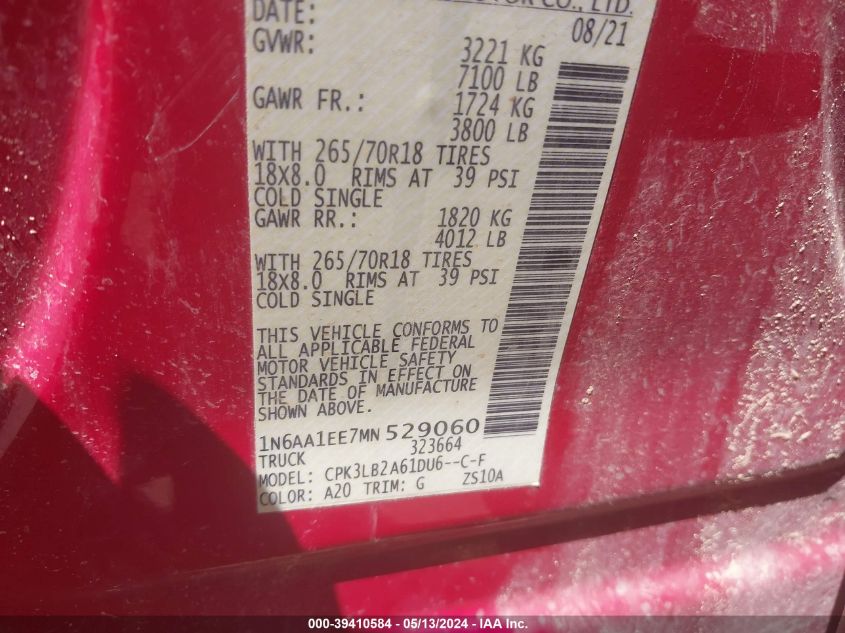 MOTOR CO., LTD.
DATE: 08/21
GVWR: 3221 KG
7100 LB
GAWR FR.: 1724 KG
3800 LB
WITH 265/70R18 TIRES
18X8.0 RIMS AT 39 PSI
COLD SINGLE
GAWR RR.: 1820 KG
4012 LB
WITH 265/70R18 TIRES
18X8.0 RIMS AT 39 PSI
COLD SINGLE
THIS VEHICLE CONFORMS TO
ALL APPLICABLE FEDERAL
MOTOR VEHICLE SAFETY
STANDARDS IN EFFECT ON
THE DATE OF MANUFACTURE
SHOWN ABOVE.
1N6AA1EE7MN 529060
TRUCK 323664
MODEL: CPK3LB2A61DU6--C-F
COLOR: A20 TRIM: G ZS10A
000-39410584 - 05/13/2024 - IAA Inc.